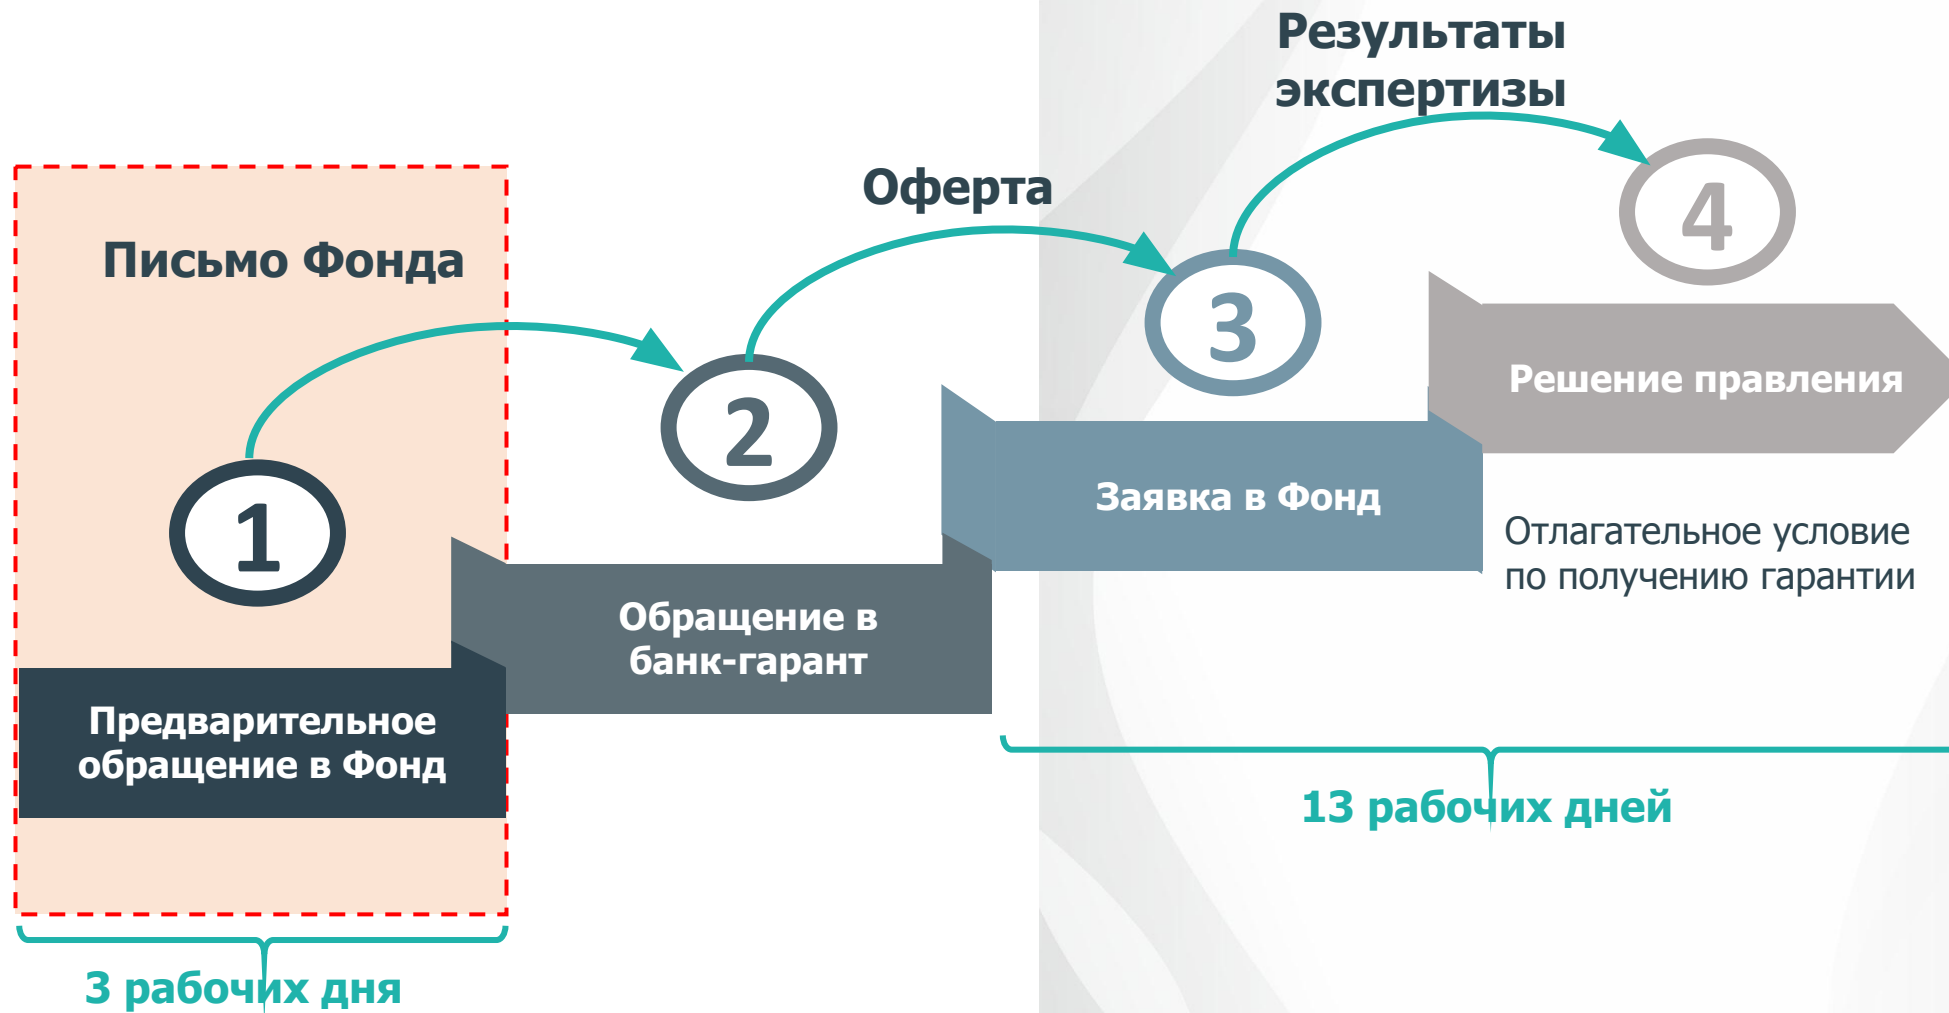 Результаты
экспертизы
4
Оферта
Письмо Фонда
3
Решение правления
2
Заявка в Фонд
1
Отлагательное условие
по получению гарантии
Обращение в
банк-гарант
Предварительное
обращение в Фонд
13 рабочих дней
3 рабочих дня